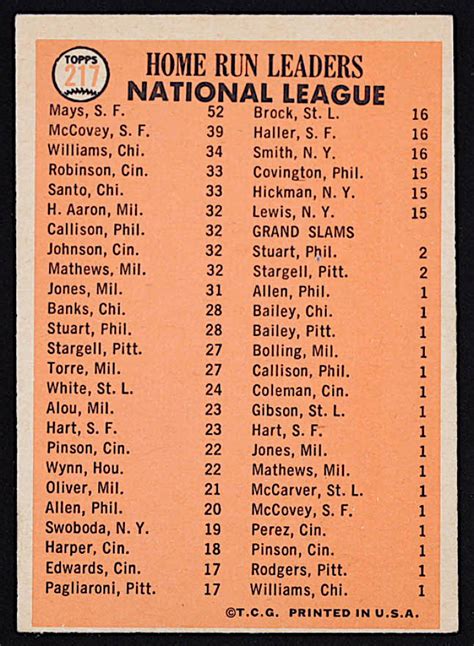 TOPPS
217
HOME RUN LEADERS
NATIONAL LEAGUE
Mays, S. F. 52
McCovey, S. F. 39
Williams, Chi. 34
Robinson, Cin. 33
Santo, Chi. 33
H. Aaron, Mil. 32
Callison, Phil. 32
Johnson, Cin. 32
Mathews, Mil. 32
Jones, Mil. 31
Banks, Chi. 28
Stuart, Phil. 28
Stargell, Pitt. 27
Torre, Mil. 27
White, St. L. 24
Alou, Mil. 23
Hart, S. F. 23
Pinson, Cin. 22
Wynn, Hou. 22
Oliver, Mil. 21
Allen, Phil. 20
Swoboda, N. Y. 19
Harper, Cin. 18
Edwards, Cin. 17
Pagliaroni, Pitt. 17
Brock, St. L. 16
Haller, S. F. 16
Smith, N. Y. 16
Covington, Phil. 15
Hickman, N. Y. 15
Lewis, N. Y. 15
GRAND SLAMS
Stuart, Phil. 2
Stargell, Pitt. 2
Allen, Phil. 1
Bailey, Chi. 1
Bailey, Pitt. 1
Bolling, Mil. 1
Callison, Phil. 1
Coleman, Cin. 1
Gibson, St. L. 1
Hart, S. F. 1
Jones, Mil. 1
Mathews, Mil. 1
McCarver, St. L. 1
McCovey, S. F. 1
Perez, Cin. 1
Pinson, Cin. 1
Rodgers, Pitt. 1
Williams, Chi. 1
©T.C.G. PRINTED IN U.S.A.